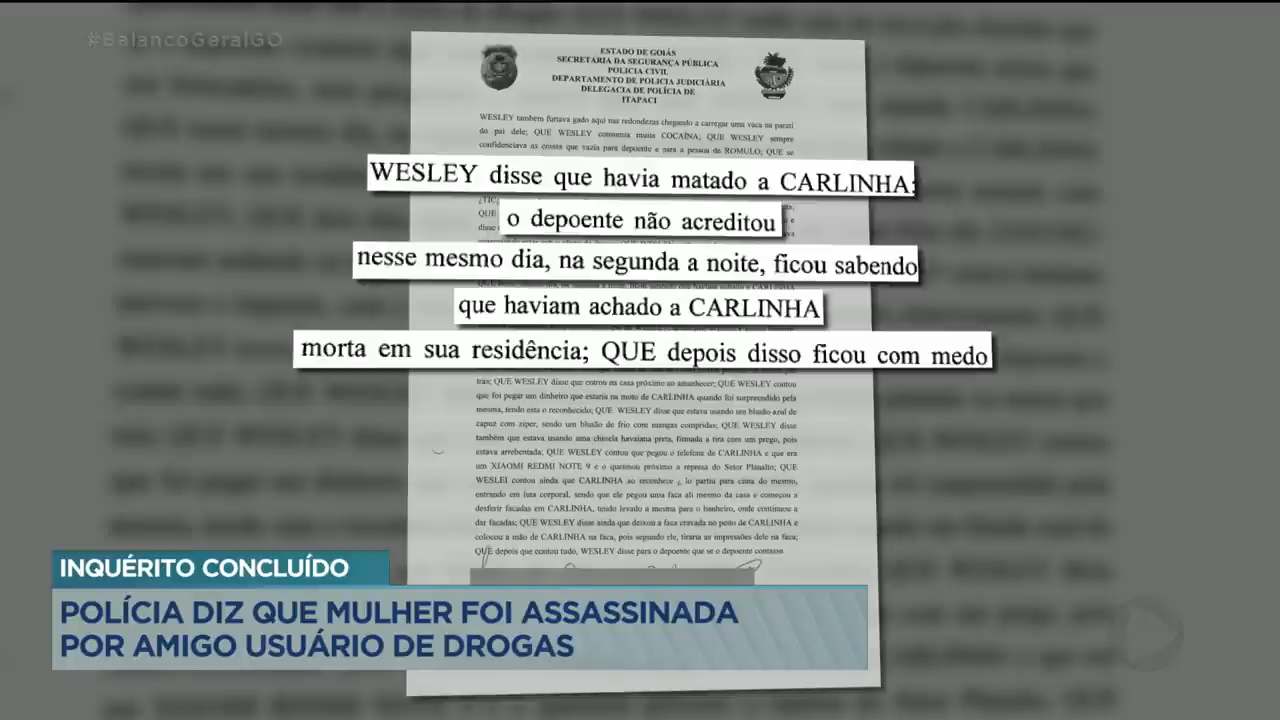 #BalancoGeralGO
ESTADO DE GOIÁS
SECRETARIA DA SEGURANÇA PÚBLICA
POLICIA CIVIL
DEPARTAMENTO DE POLICIA JUDICIÁRIA
DELEGACIA DE POLÍCIA DE
ITAPACI
WESLEY tambem furtava gado aqui nas redondezas chegando a carregar uma vaca na parati
do pai dele; QUE WESLEY consumia muita COCAÍNA; QUE WESLEY sempre
confidenciava as coisas que vazia para depoente e para a pessoa de ROMULO; QUE se
WESLEY disse que havia matado a CARLINHA;
o depoente não acreditou
nesse mesmo dia, na segunda a noite, ficou sabendo
que haviam achado a CARLINHA
morta em sua residência; QUE depois disso ficou com medo
trás; QUE WESLEY disse que entrou na casa próximo ao amanhecer; QUE WESLEY contou
que foi pegar um dinheiro que estaria na moto de CARLINHA quando foi surpreendido pela
mesma, tendo esta o reconhecido; QUE WESLEY disse que estava usando um blusão azul de
capuz com ziper, sendo um blusão de frio com mangas compridas; QUE WESLEY disse
também que estava usando uma chinela havaiana preta, firmada a tira com um prego, pois
estava arrebentada; QUE WESLEY contou que pegou o telefone de CARLINHA e que era
um XIAOMI REDMI NOTE 9 e o queimou próximo a represa do Setor Planalto; QUE
WESLEI contou ainda que CARLINHA ao reconhece ¿ lo partiu para cima do mesmo,
entrando em luta corporal, sendo que ele pegou uma faca ali mesmo da casa e começou a
desferir facadas em CARLINHA, tendo levado a mesma para o banheiro, onde continuou a
dar facadas; QUE WESLEY disse ainda que deixou a faca cravada no peito de CARLINHA e
colocou a mão de CARLINHA na faca, pois segundo ele, tiraria as impressões dele na faca;
QUE depois que contou tudo, WESLEY disse para o depoente que se o depoente contasse
INQUÉRITO CONCLUÍDO
POLÍCIA DIZ QUE MULHER FOI ASSASSINADA
POR AMIGO USUÁRIO DE DROGAS